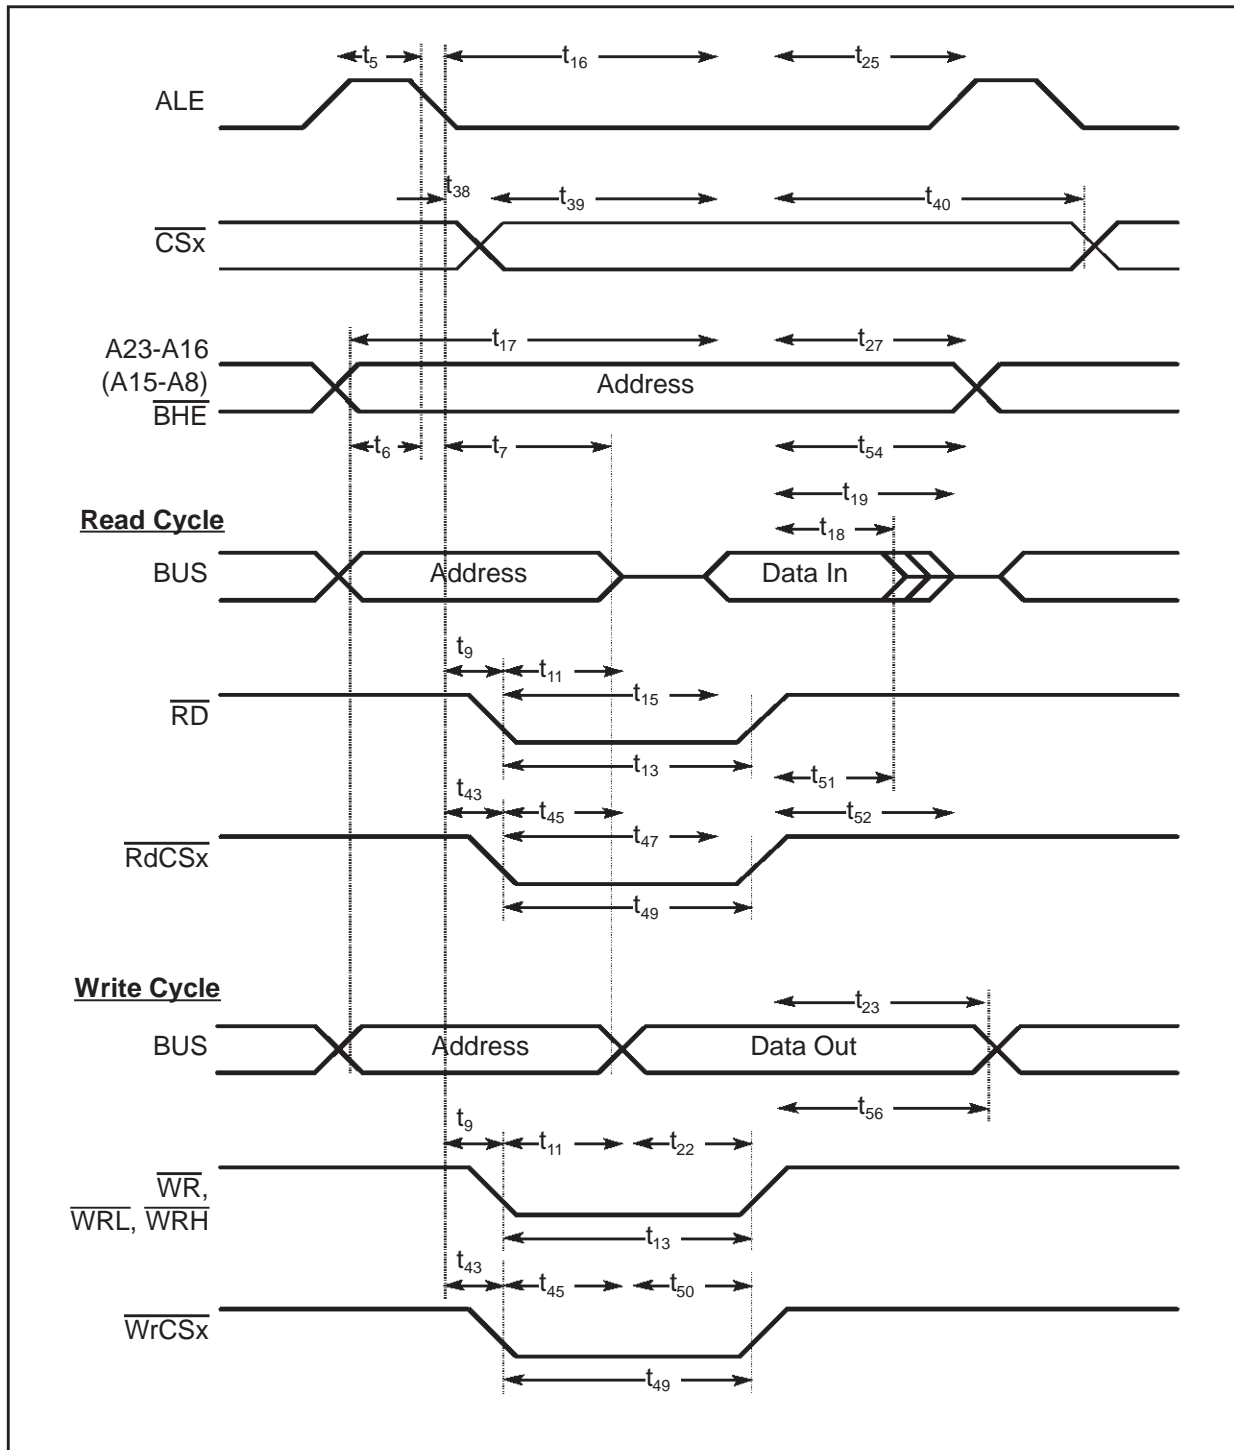 t5 t16 t25
ALE
t38
t39 t40
CSx
t17 t27
A23-A16
(A15-A8)
BHE
Address
t6 t7 t54
t19
Read Cycle
t18
BUS Address Data In
t9
t11
t15
RD
t13
t51
t43
t45 t52
t47
RdCSx
t49
Write Cycle
t23
BUS Address Data Out
t56
t9
t11 t22
WR,
WRL, WRH
t13
t43
t45 t50
WrCSx
t49